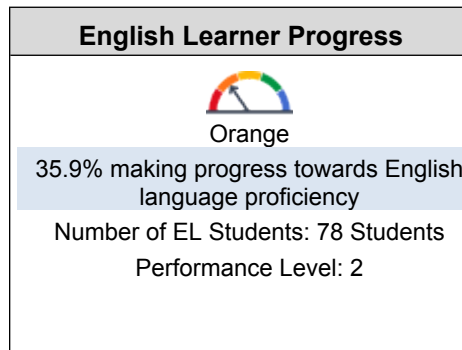 English Learner Progress
Orange
35.9% making progress towards English
language proficiency
Number of EL Students: 78 Students
Performance Level: 2